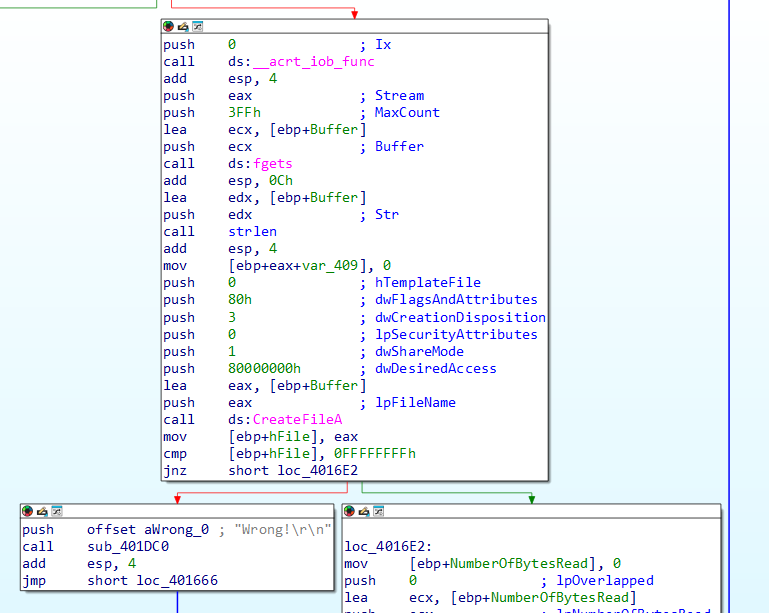 push 0 ; Ix
call ds:__acrt_iob_func
add esp, 4
push eax ; Stream
push 3FFh ; MaxCount
lea ecx, [ebp+Buffer]
push ecx ; Buffer
call ds:fgets
add esp, 0Ch
lea edx, [ebp+Buffer]
push edx ; Str
call strlen
add esp, 4
mov [ebp+eax+var_409], 0
push 0 ; hTemplateFile
push 80h ; dwFlagsAndAttributes
push 3 ; dwCreationDisposition
push 0 ; lpSecurityAttributes
push 1 ; dwShareMode
push 80000000h ; dwDesiredAccess
lea eax, [ebp+Buffer]
push eax ; lpFileName
call ds:CreateFileA
mov [ebp+hFile], eax
cmp [ebp+hFile], 0FFFFFFFFh
jnz short loc_4016E2
push offset aWrong_0 ; "Wrong!\r\n"
call sub_401DC0
add esp, 4
jmp short loc_401666
loc_4016E2:
mov [ebp+NumberOfBytesRead], 0
push 0 ; lpOverlapped
lea ecx, [ebp+NumberOfBytesRead]